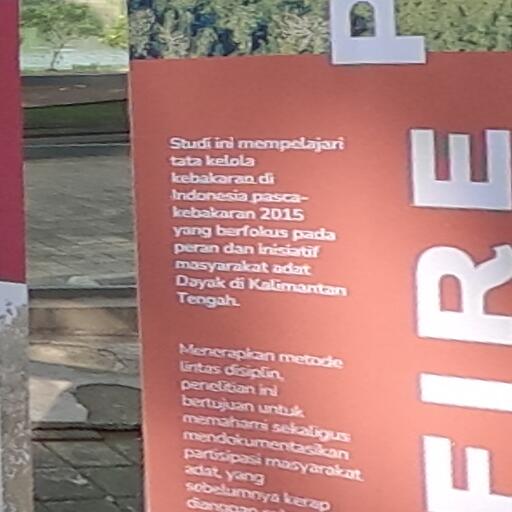 Studi ini mempelajari
tata kelola
kebakaran di
Indonesia pasca-
kebakaran 2015
yang berfokus pada
peran dan inisiatif
masyarakat adat
Dayak di Kalimantan
Tengah.
Menerapkan metode
lintas disiplin,
penelitian ini
bertujuan untuk
memahami sekaligus
mendokumentasikan
partisipasi masyarakat
adat, yang
sebelumnya kerap
dianggap
FIRE P